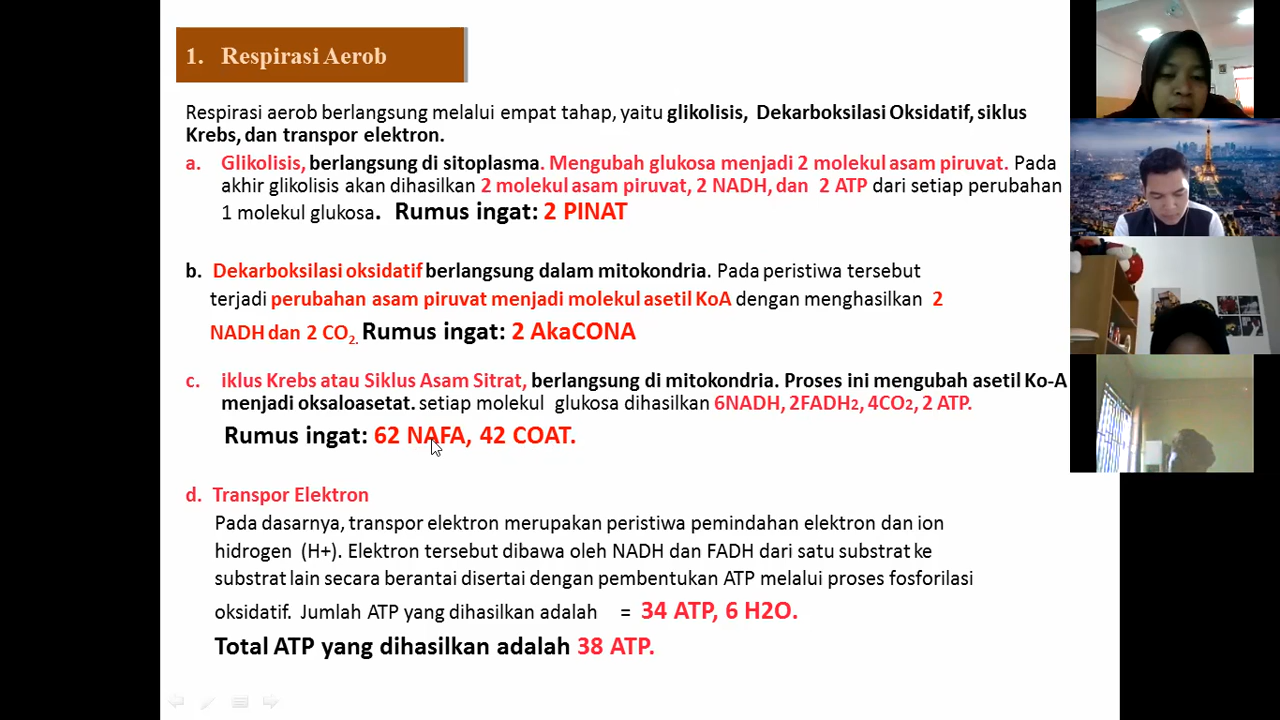 1. Respirasi Aerob
Respirasi aerob berlangsung melalui empat tahap, yaitu glikolisis, Dekarboksilasi Oksidatif, siklus
Krebs, dan transpor elektron.
a. Glikolisis, berlangsung di sitoplasma. Mengubah glukosa menjadi 2 molekul asam piruvat. Pada
akhir glikolisis akan dihasilkan 2 molekul asam piruvat, 2 NADH, dan 2 ATP dari setiap perubahan
1 molekul glukosa. Rumus ingat: 2 PINAT
b. Dekarboksilasi oksidatif berlangsung dalam mitokondria. Pada peristiwa tersebut
terjadi perubahan asam piruvat menjadi molekul asetil KoA dengan menghasilkan 2
NADH dan 2 CO2. Rumus ingat: 2 AkaCONA
c. iklus Krebs atau Siklus Asam Sitrat, berlangsung di mitokondria. Proses ini mengubah asetil Ko-A
menjadi oksaloasetat. setiap molekul glukosa dihasilkan 6NADH, 2FADH2, 4CO2, 2 ATP.
Rumus ingat: 62 NAFA, 42 COAT.
d. Transpor Elektron
Pada dasarnya, transpor elektron merupakan peristiwa pemindahan elektron dan ion
hidrogen (H+). Elektron tersebut dibawa oleh NADH dan FADH dari satu substrat ke
substrat lain secara berantai disertai dengan pembentukan ATP melalui proses fosforilasi
oksidatif. Jumlah ATP yang dihasilkan adalah = 34 ATP, 6 H2O.
Total ATP yang dihasilkan adalah 38 ATP.